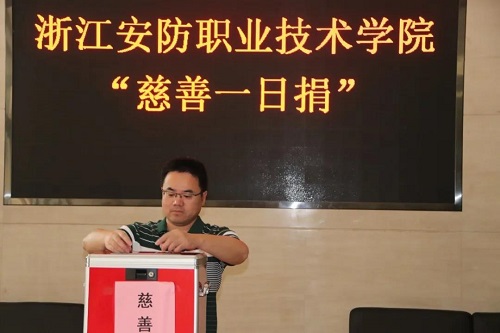 浙江安防职业技术学院
“慈善一日捐”
慈
善